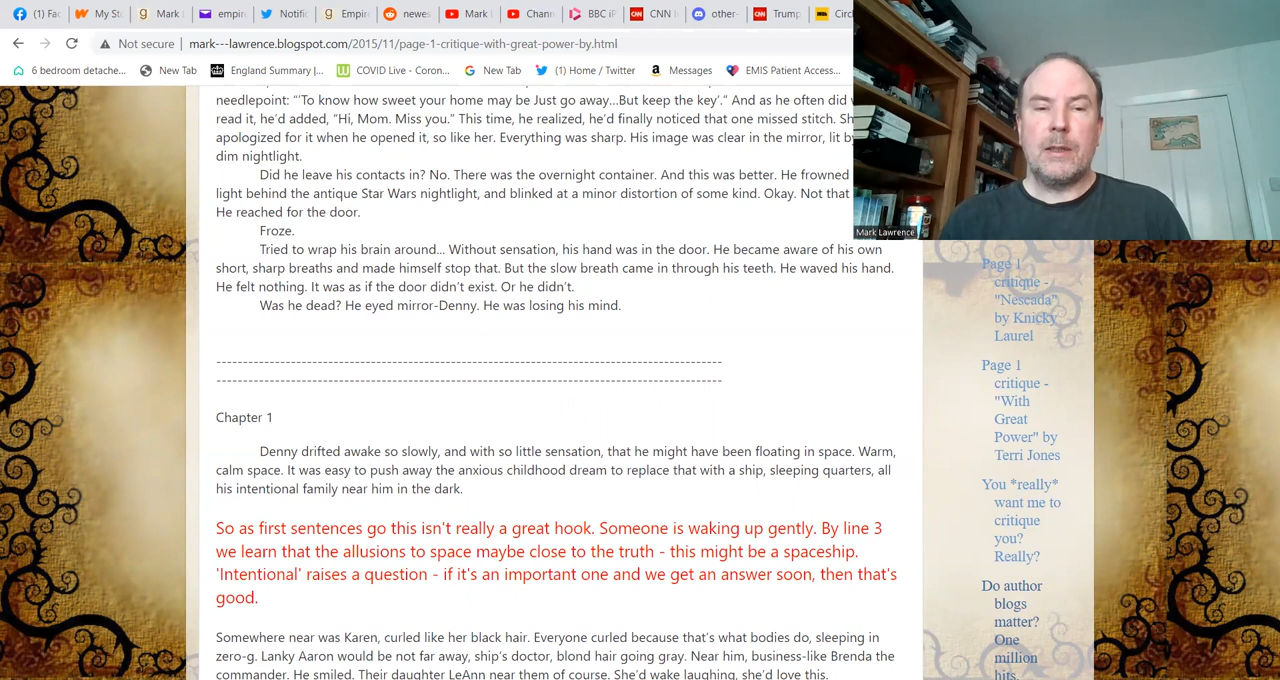 (1) Fac
My St
Mark L
empire
Notific
Empire
newes
Mark L
Chann
BBC iP
CNN I
other-
Trump
Circl
Not secure | mark---lawrence.blogspot.com/2015/11/page-1-critique-with-great-power-by.html
6 bedroom detache...
New Tab
England Summary |...
COVID Live - Coron...
New Tab
(1) Home / Twitter
Messages
EMIS Patient Access...
needlepoint: “‘To know how sweet your home may be Just go away...But keep the key’.” And as he often did w
read it, he’d added, “Hi, Mom. Miss you.” This time, he realized, he’d finally noticed that one missed stitch. Sh
apologized for it when he opened it, so like her. Everything was sharp. His image was clear in the mirror, lit by
dim nightlight.
Did he leave his contacts in? No. There was the overnight container. And this was better. He frowned
light behind the antique Star Wars nightlight, and blinked at a minor distortion of some kind. Okay. Not that
He reached for the door.
Froze.
Tried to wrap his brain around... Without sensation, his hand was in the door. He became aware of his own
short, sharp breaths and made himself stop that. But the slow breath came in through his teeth. He waved his hand.
He felt nothing. It was as if the door didn’t exist. Or he didn’t.
Was he dead? He eyed mirror-Denny. He was losing his mind.
--------------------------------------------------------------------------------------------------
--------------------------------------------------------------------------------------------------
Chapter 1
Denny drifted awake so slowly, and with so little sensation, that he might have been floating in space. Warm,
calm space. It was easy to push away the anxious childhood dream to replace that with a ship, sleeping quarters, all
his intentional family near him in the dark.
So as first sentences go this isn't really a great hook. Someone is waking up gently. By line 3
we learn that the allusions to space maybe close to the truth - this might be a spaceship.
'Intentional' raises a question - if it's an important one and we get an answer soon, then that's
good.
Somewhere near was Karen, curled like her black hair. Everyone curled because that’s what bodies do, sleeping in
zero-g. Lanky Aaron would be not far away, ship’s doctor, blond hair going gray. Near him, business-like Brenda the
commander. He smiled. Their daughter LeAnn near them of course. She’d wake laughing, she’d love this.
Mark Lawrence
Page 1
critique -
"Nescada"
by Knicky
Laurel
Page 1
critique -
"With
Great
Power" by
Terri Jones
You *really*
want me to
critique
you?
Really?
Do author
blogs
matter?
One
million
hits.